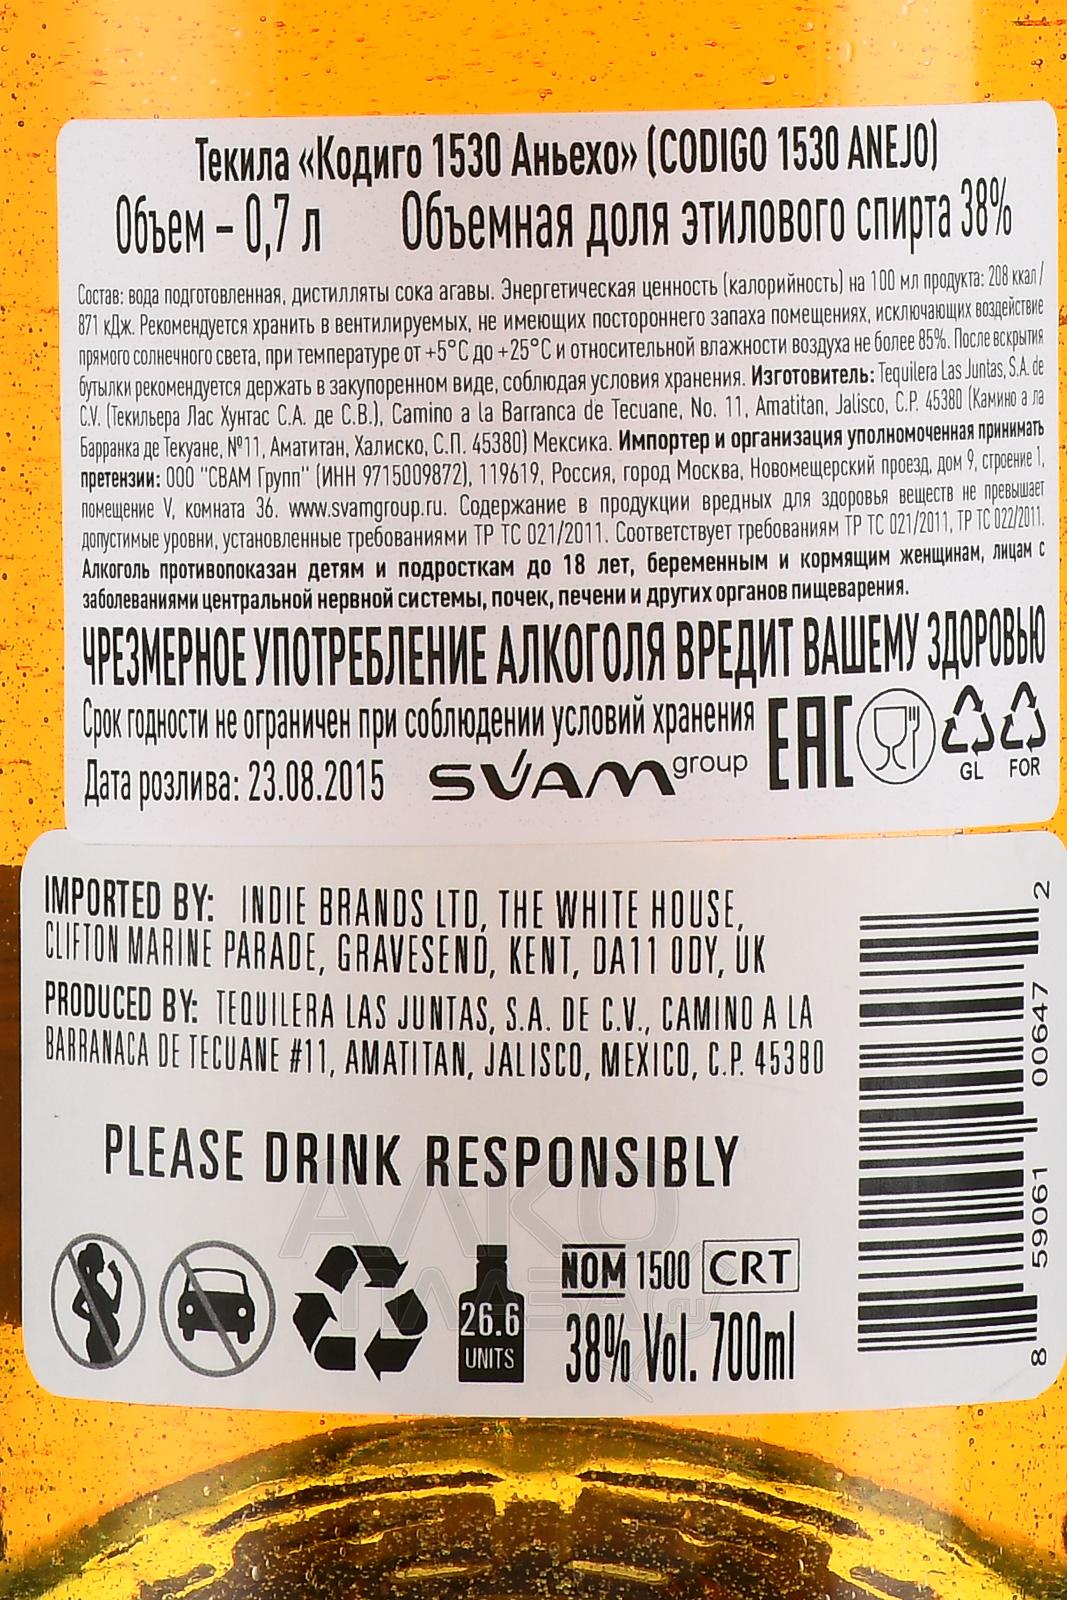 Текила «Кодиго 1530 Аньехо» (CODIGO 1530 ANEJO)
Объем – 0,7 л Объемная доля этилового спирта 38%
Состав: вода подготовленная, дистилляты сока агавы. Энергетическая ценность (калорийность) на 100 мл продукта: 208 ккал/
871 кДж. Рекомендуется хранить в вентилируемых, не имеющих постороннего запаха помещениях, исключающих воздействие
прямого солнечного света, при температуре от +5°С до +25°С и относительной влажности воздуха не более 85%. После вскрытия
бутылки рекомендуется держать в закупоренном виде, соблюдая условия хранения. Изготовитель: Tequilera Las Juntas, S.A. de
C.V. (Текильера Лас Хунтас С.А. де С.В.), Camino a la Barranca de Tecuane, No. 11, Amatitan, Jalisco, C.P. 45380 (Камино а ла
Барранка де Текуане, №11, Аматитан, Халиско, С.П. 45380) Мексика. Импортер и организация уполномоченная принимать
претензии: ООО "СВАМ Групп" (ИНН 9715009872), 119619, Россия, город Москва, Новомещерский проезд, дом 9, строение 1,
помещение V, комната 36. www.svamgroup.ru. Содержание в продукции вредных для здоровья веществ не превышает
допустимые уровни, установленные требованиями ТР ТС 021/2011. Соответствует требованиям ТР ТС 021/2011, ТР ТС 022/2011.
Алкоголь противопоказан детям и подросткам до 18 лет, беременным и кормящим женщинам, лицам с
заболеваниями центральной нервной системы, почек, печени и других органов пищеварения.
ЧРЕЗМЕРНОЕ УПОТРЕБЛЕНИЕ АЛКОГОЛЯ ВРЕДИТ ВАШЕМУ ЗДОРОВЬЮ
Срок годности не ограничен при соблюдении условий хранения
EAC
GL FOR
Дата розлива: 23.08.2015 SVAM group
IMPORTED BY: INDIE BRANDS LTD, THE WHITE HOUSE,
CLIFTON MARINE PARADE, GRAVESEND, KENT, DA11 0DY, UK
PRODUCED BY: TEQUILERA LAS JUNTAS, S.A. DE C.V., CAMINO A LA
BARRANACA DE TECUANE #11, AMATITAN, JALISCO, MEXICO, C.P. 45380
PLEASE DRINK RESPONSIBLY
26.6
UNITS
NOM 1500 CRT
38% Vol. 700ml
8 59061 00647 2
АЛКО
ПЛАЗА.ru